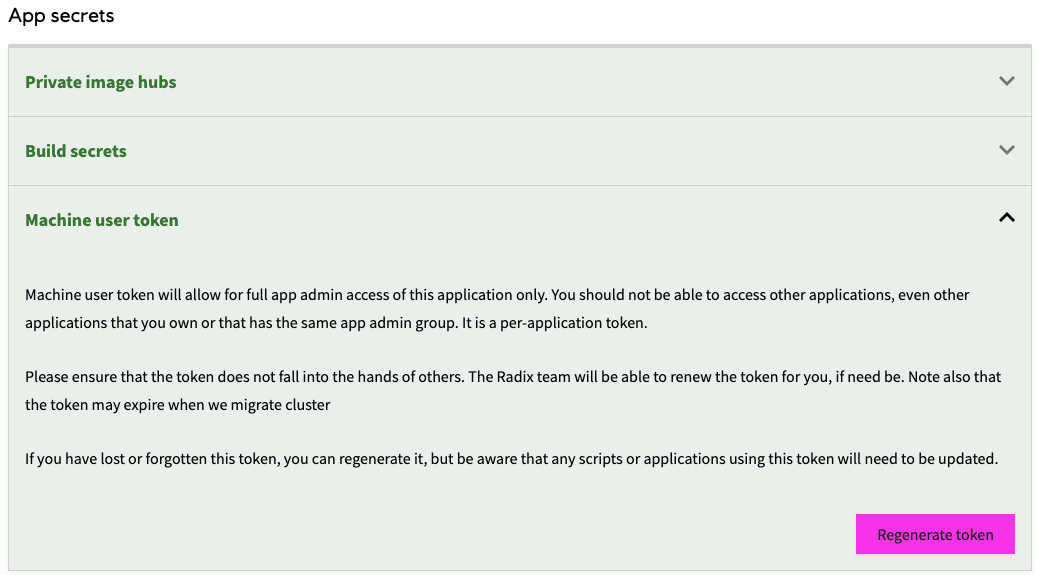 App secrets
Private image hubs
Build secrets
Machine user token
Machine user token will allow for full app admin access of this application only. You should not be able to access other applications, even other
applications that you own or that has the same app admin group. It is a per-application token.
Please ensure that the token does not fall into the hands of others. The Radix team will be able to renew the token for you, if need be. Note also that
the token may expire when we migrate cluster
If you have lost or forgotten this token, you can regenerate it, but be aware that any scripts or applications using this token will need to be updated.
Regenerate token